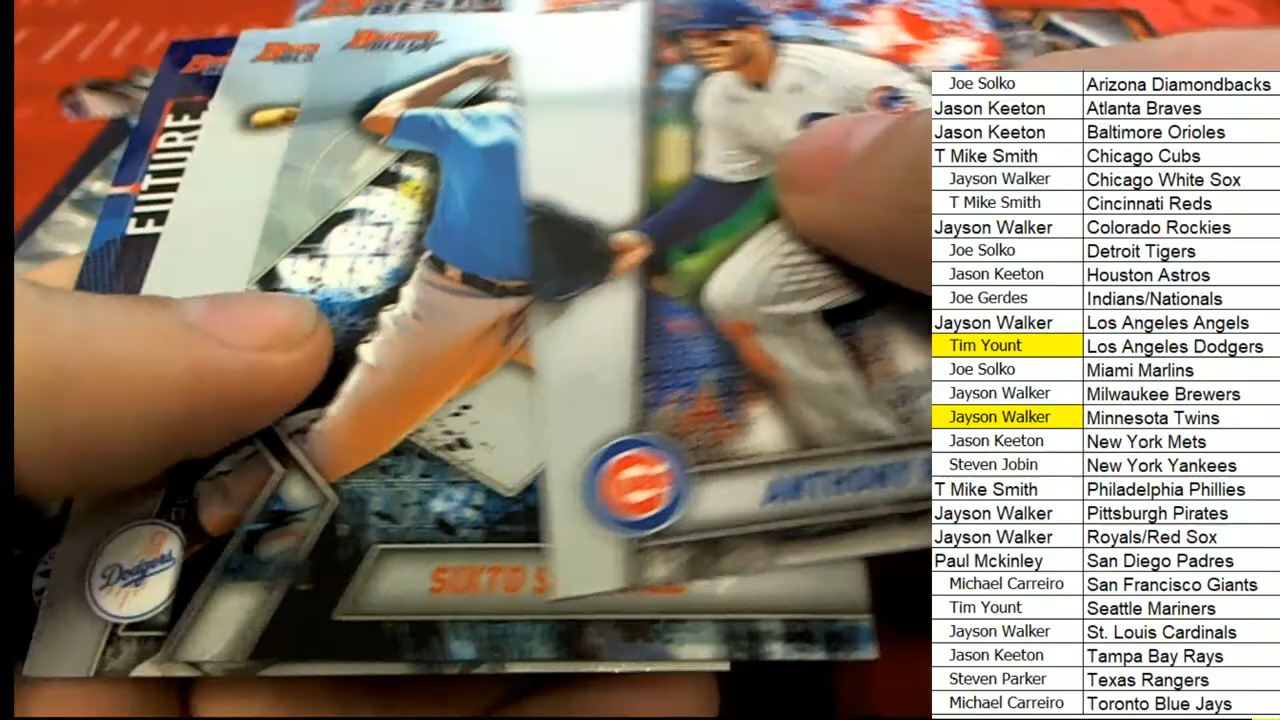 BEST
FUTURE
BOWMAN'S BEST
Dodgers
SIXTO S
ANTHONY
Joe Solko Arizona Diamondbacks
Jason Keeton Atlanta Braves
Jason Keeton Baltimore Orioles
T Mike Smith Chicago Cubs
Jayson Walker Chicago White Sox
T Mike Smith Cincinnati Reds
Jayson Walker Colorado Rockies
Joe Solko Detroit Tigers
Jason Keeton Houston Astros
Joe Gerdes Indians/Nationals
Jayson Walker Los Angeles Angels
Tim Yount Los Angeles Dodgers
Joe Solko Miami Marlins
Jayson Walker Milwaukee Brewers
Jayson Walker Minnesota Twins
Jason Keeton New York Mets
Steven Jobin New York Yankees
T Mike Smith Philadelphia Phillies
Jayson Walker Pittsburgh Pirates
Jayson Walker Royals/Red Sox
Paul Mckinley San Diego Padres
Michael Carreiro San Francisco Giants
Tim Yount Seattle Mariners
Jayson Walker St. Louis Cardinals
Jason Keeton Tampa Bay Rays
Steven Parker Texas Rangers
Michael Carreiro Toronto Blue Jays